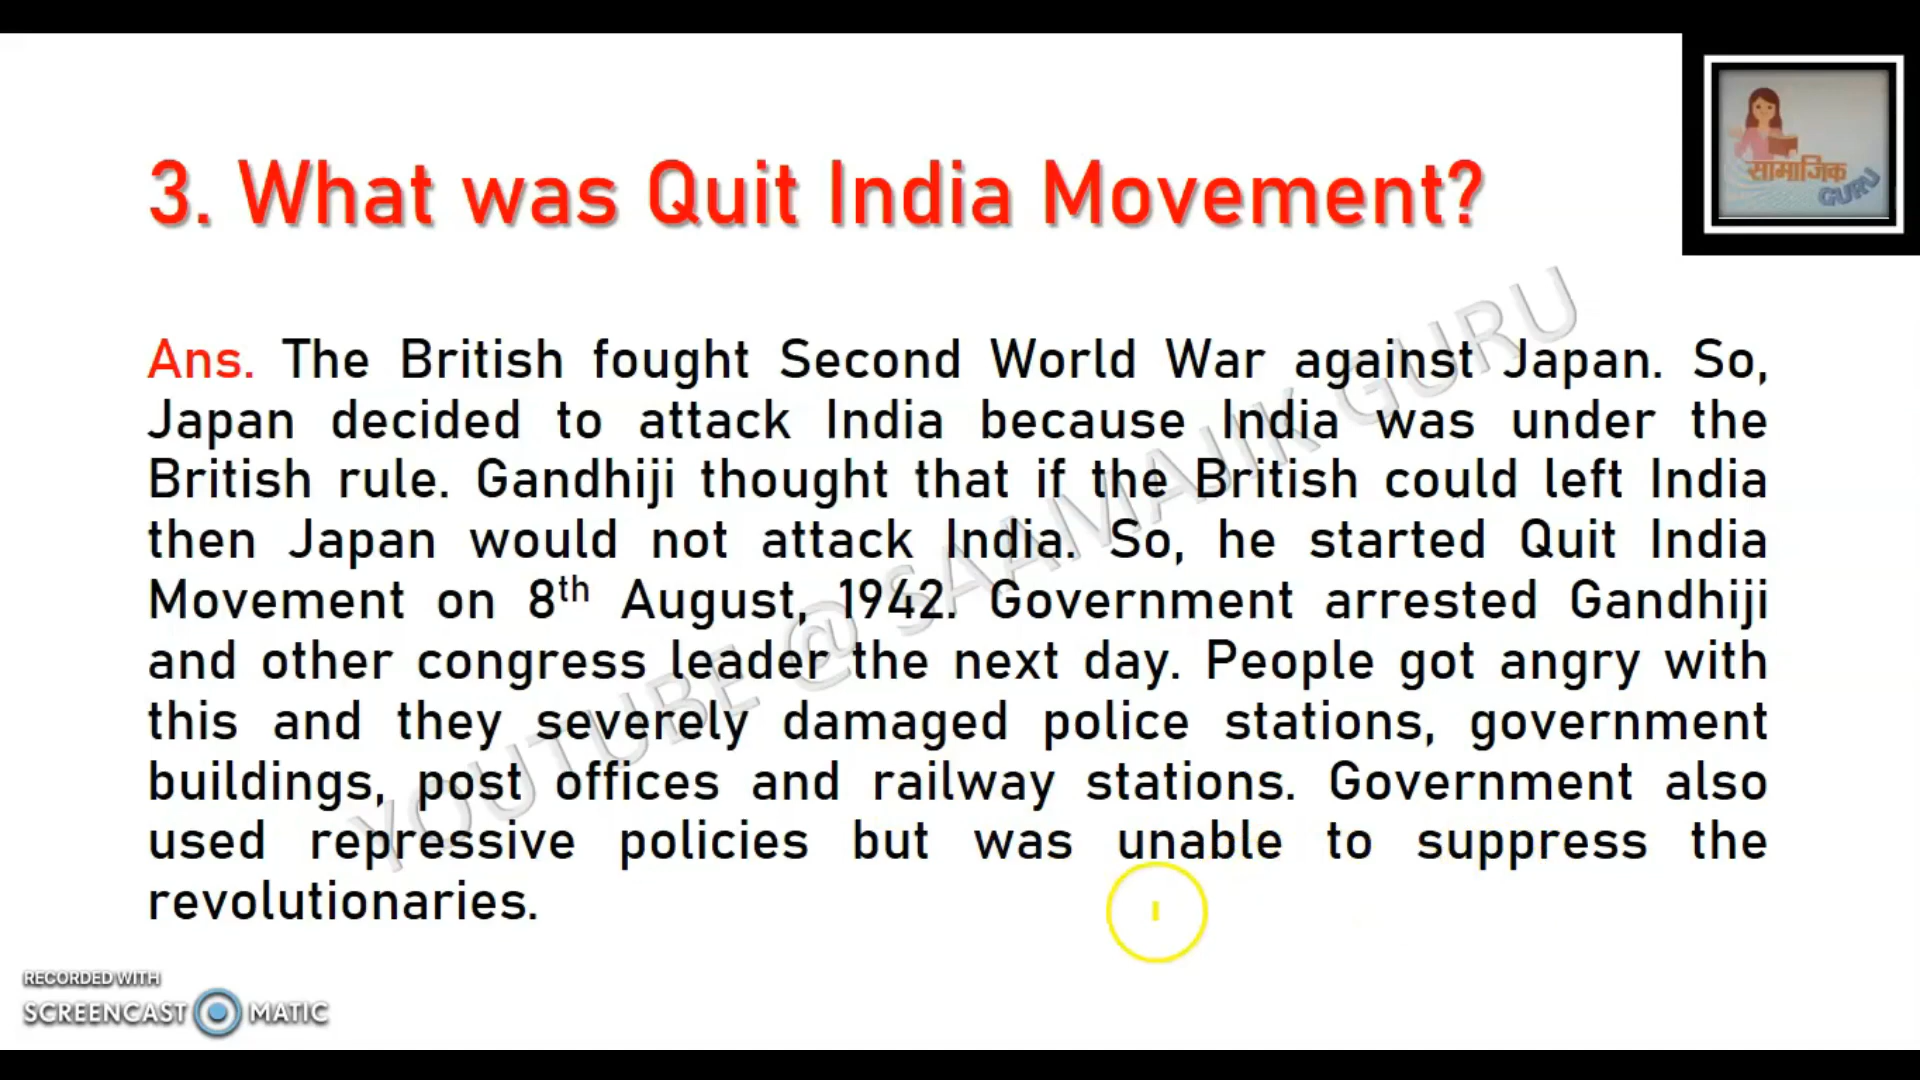 सामाजिक
GURU
3. What was Quit India Movement?
Ans. The British fought Second World War against Japan. So,
Japan decided to attack India because India was under the
British rule. Gandhiji thought that if the British could left India
then Japan would not attack India. So, he started Quit India
Movement on 8th August, 1942. Government arrested Gandhiji
and other congress leader the next day. People got angry with
this and they severely damaged police stations, government
buildings, post offices and railway stations. Government also
used repressive policies but was unable to suppress the
revolutionaries.
YOUTUBE @ SAAMAJIK GURU
RECORDED WITH
SCREENCAST MATIC